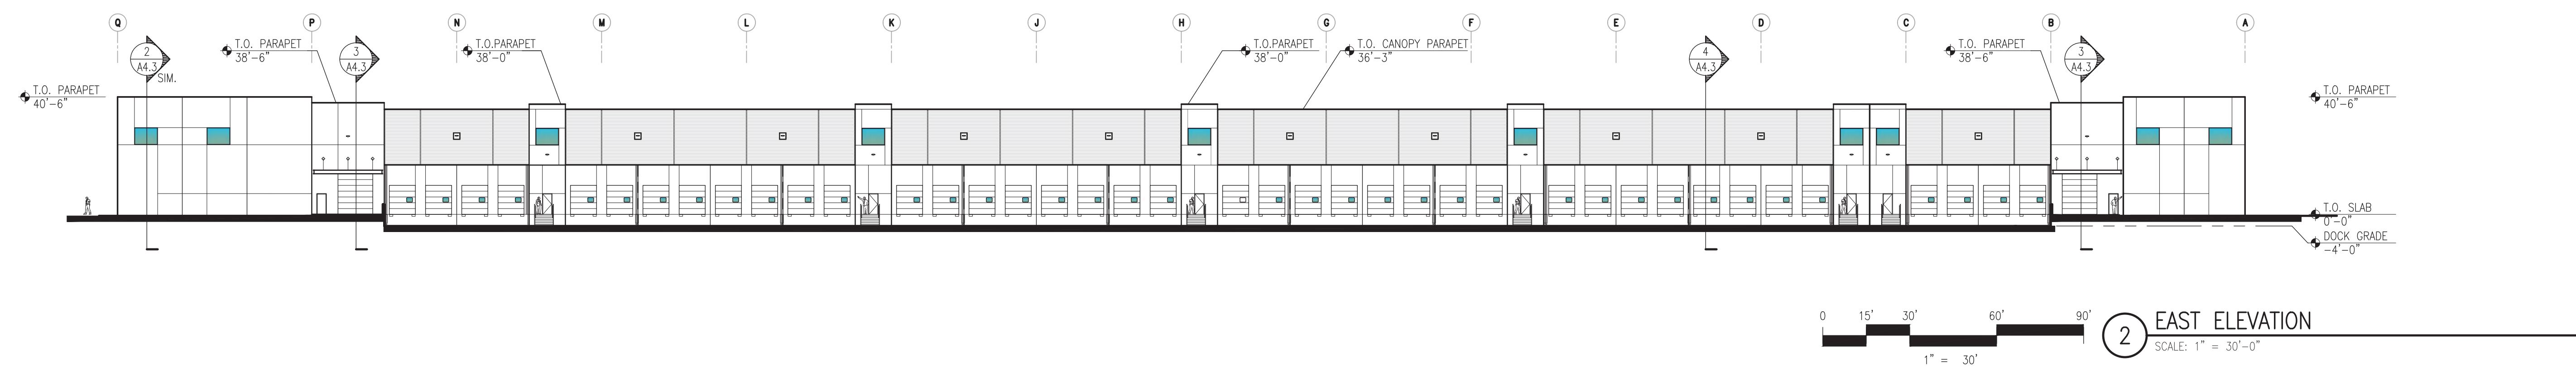 Q P N M L K J H G F E D C B A
2
A4.3
SIM.
T.O. PARAPET
38'-6"
3
A4.3
T.O.PARAPET
38'-0"
T.O.PARAPET
38'-0"
T.O. CANOPY PARAPET
36'-3"
4
A4.3
T.O. PARAPET
38'-6"
3
A4.3
T.O. PARAPET
40'-6"
T.O. PARAPET
40'-6"
T.O. SLAB
0'-0"
DOCK GRADE
-4'-0"
0 15' 30' 60' 90'
1" = 30'
2
EAST ELEVATION
SCALE: 1" = 30'-0"